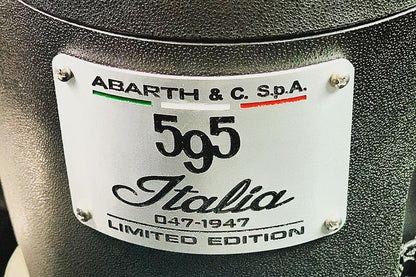 ABARTH & C. S.p.A.
595
Italia
047-1947
LIMITED EDITION